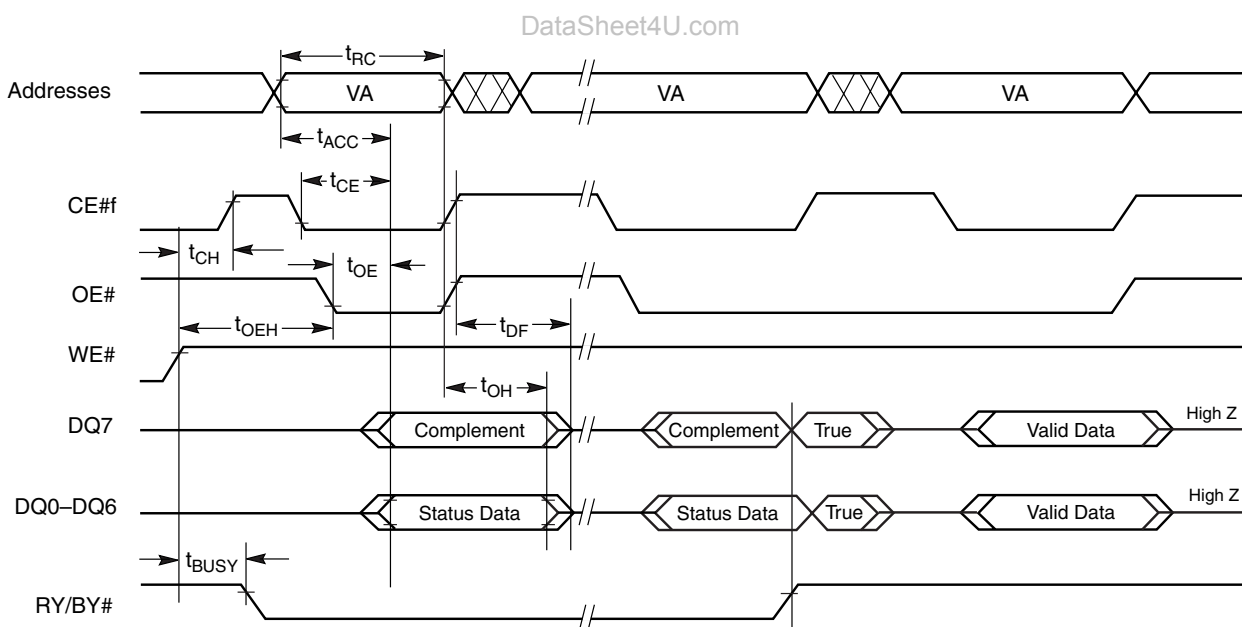 DataSheet4U.com
tRC
Addresses VA VA VA
tACC
tCE
CE#f
tCH
tOE
OE#
tOEH
tDF
WE#
tOH
DQ7 Complement Complement True Valid Data High Z
DQ0–DQ6 Status Data Status Data True Valid Data High Z
tBUSY
RY/BY#